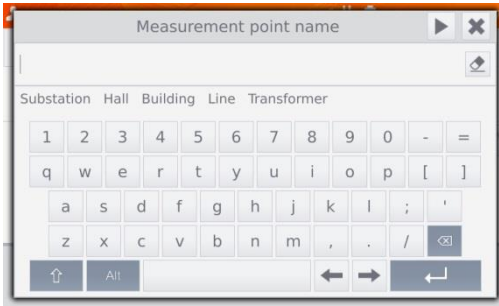 Measurement point name
Substation Hall Building Line Transformer
1 2 3 4 5 6 7 8 9 0 - =
q w e r t y u i o p [ ]
a s d f g h j k l ; '
z x c v b n m , . /
Alt